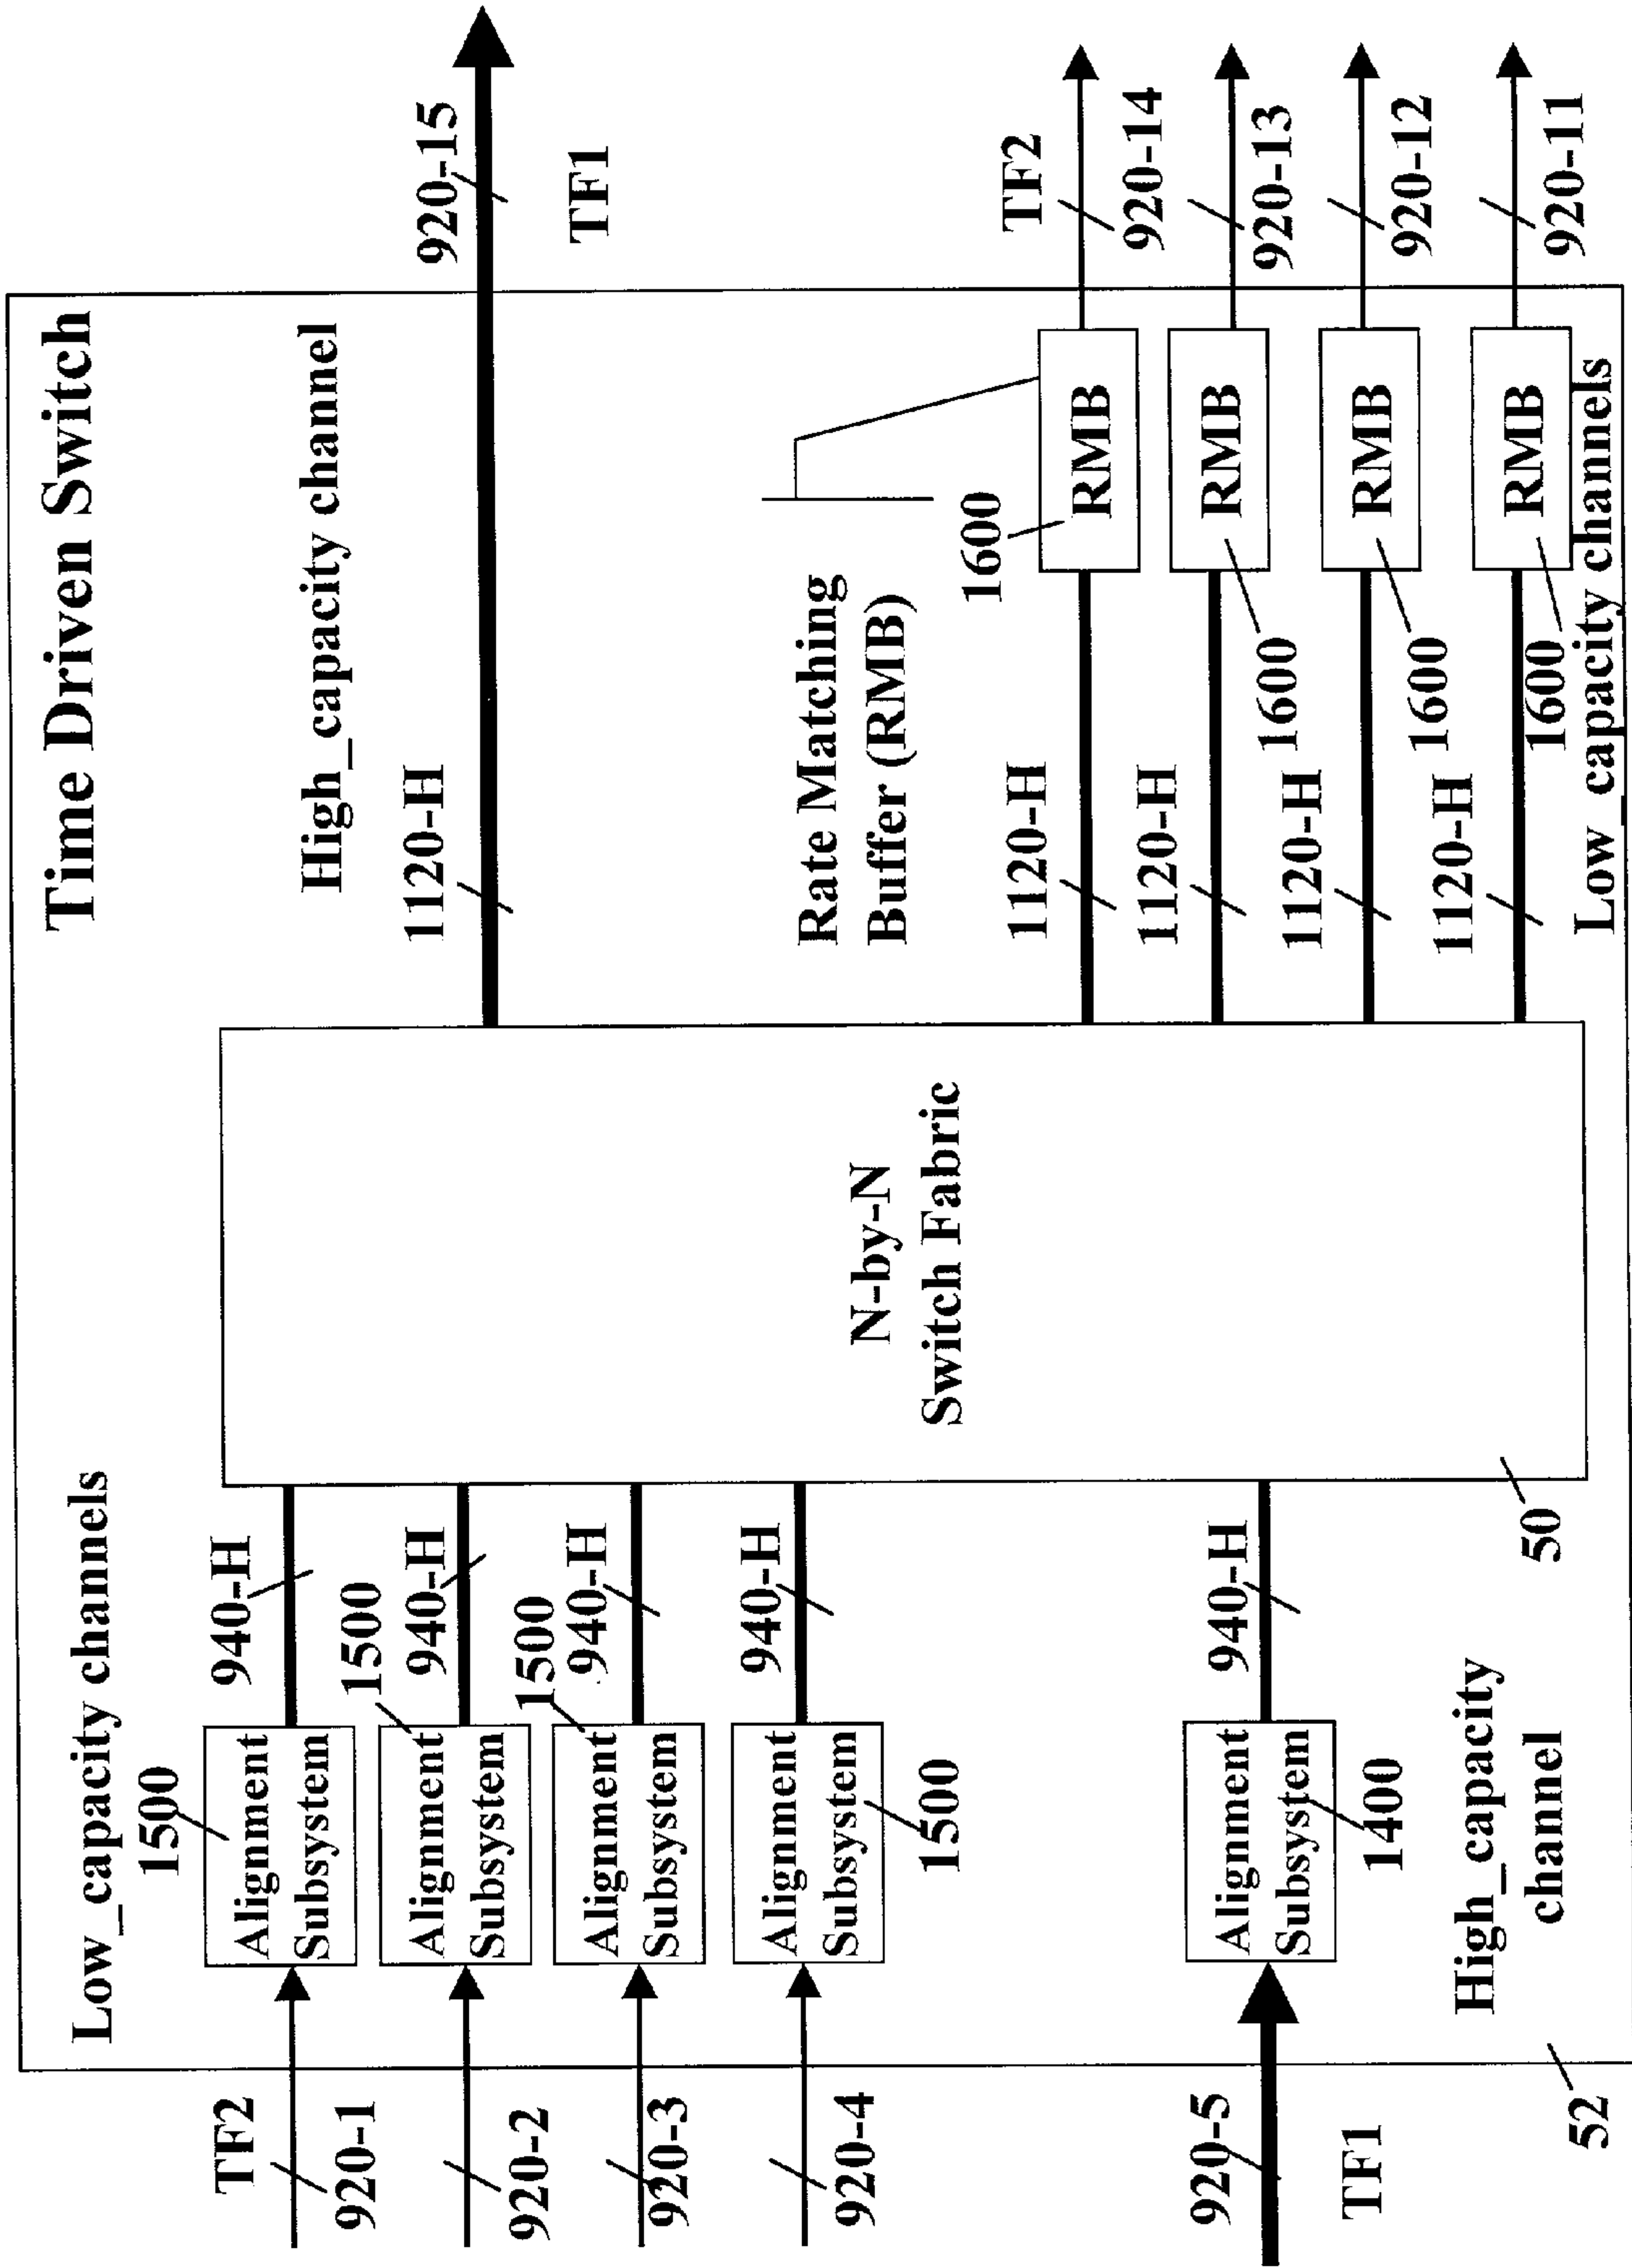 Time Driven Switch
Low_capacity channels
TF2
920-1
1500
Alignment
Subsystem
940-H
920-2
1500
Alignment
Subsystem
940-H
920-3
1500
Alignment
Subsystem
940-H
920-4
1500
Alignment
Subsystem
940-H
920-5
TF1
1400
Alignment
Subsystem
940-H
High_capacity
channel
52
50
N-by-N
Switch Fabric
High_capacity channel
1120-H
920-15
TF1
Rate Matching
Buffer (RMB)
1120-H
1600
RMB
TF2
920-14
1120-H
1600
RMB
920-13
1120-H
1600
RMB
920-12
1120-H
1600
RMB
920-11
Low_capacity channels